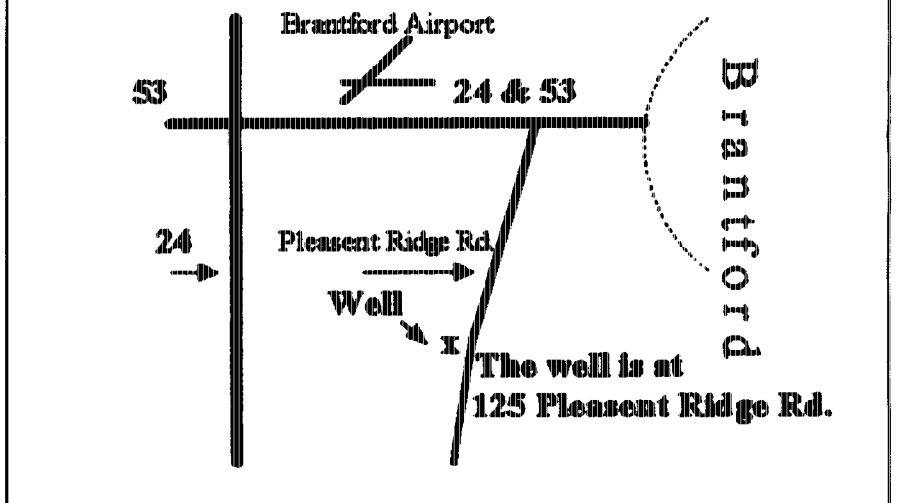 Brantford Airport
53
24 & 53
Brantford
24
Pleasent Ridge Rd.
Well
x
The well is at
125 Pleasent Ridge Rd.